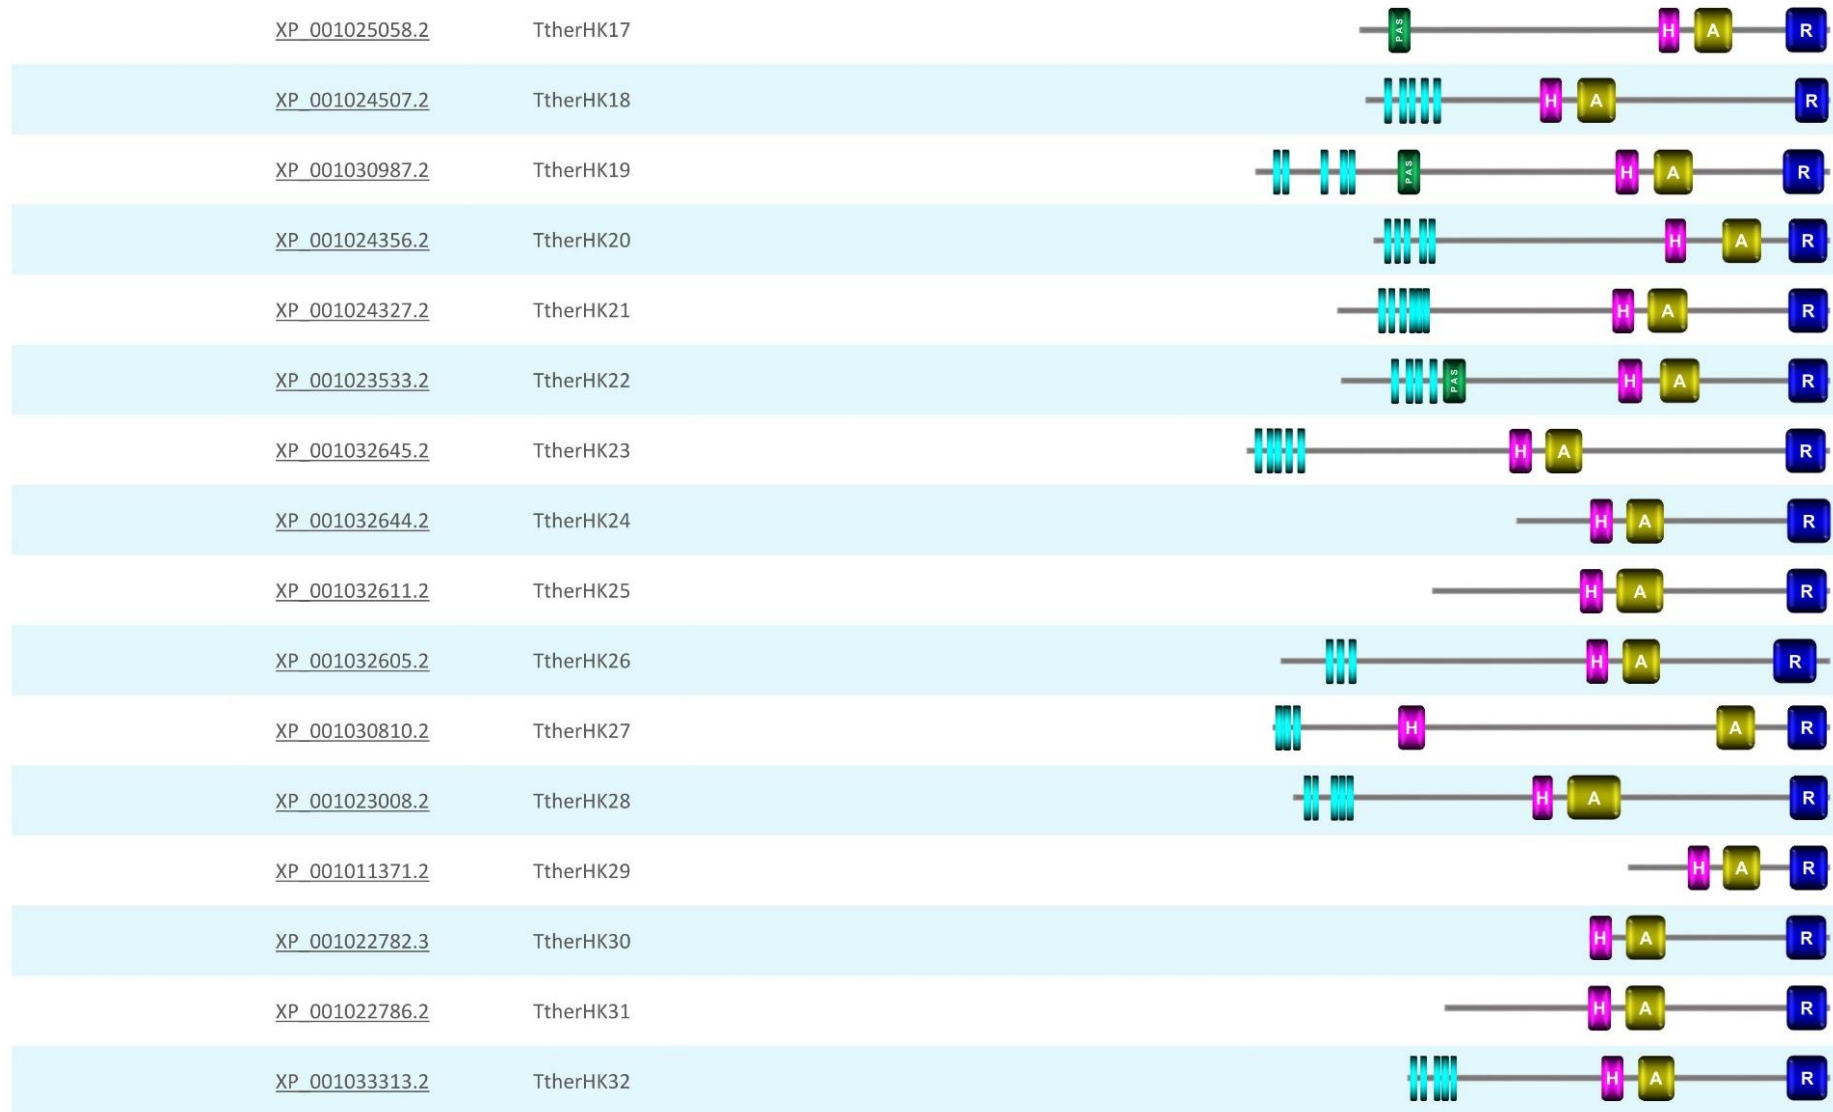 XP_001025058.2 TtherHK17 PAS H A R
XP_001024507.2 TtherHK18 H A R
XP_001030987.2 TtherHK19 PAS H A R
XP_001024356.2 TtherHK20 H A R
XP_001024327.2 TtherHK21 H A R
XP_001023533.2 TtherHK22 PAS H A R
XP_001032645.2 TtherHK23 H A R
XP_001032644.2 TtherHK24 H A R
XP_001032611.2 TtherHK25 H A R
XP_001032605.2 TtherHK26 H A R
XP_001030810.2 TtherHK27 H A R
XP_001023008.2 TtherHK28 H A R
XP_001011371.2 TtherHK29 H A R
XP_001022782.3 TtherHK30 H A R
XP_001022786.2 TtherHK31 H A R
XP_001033313.2 TtherHK32 H A R